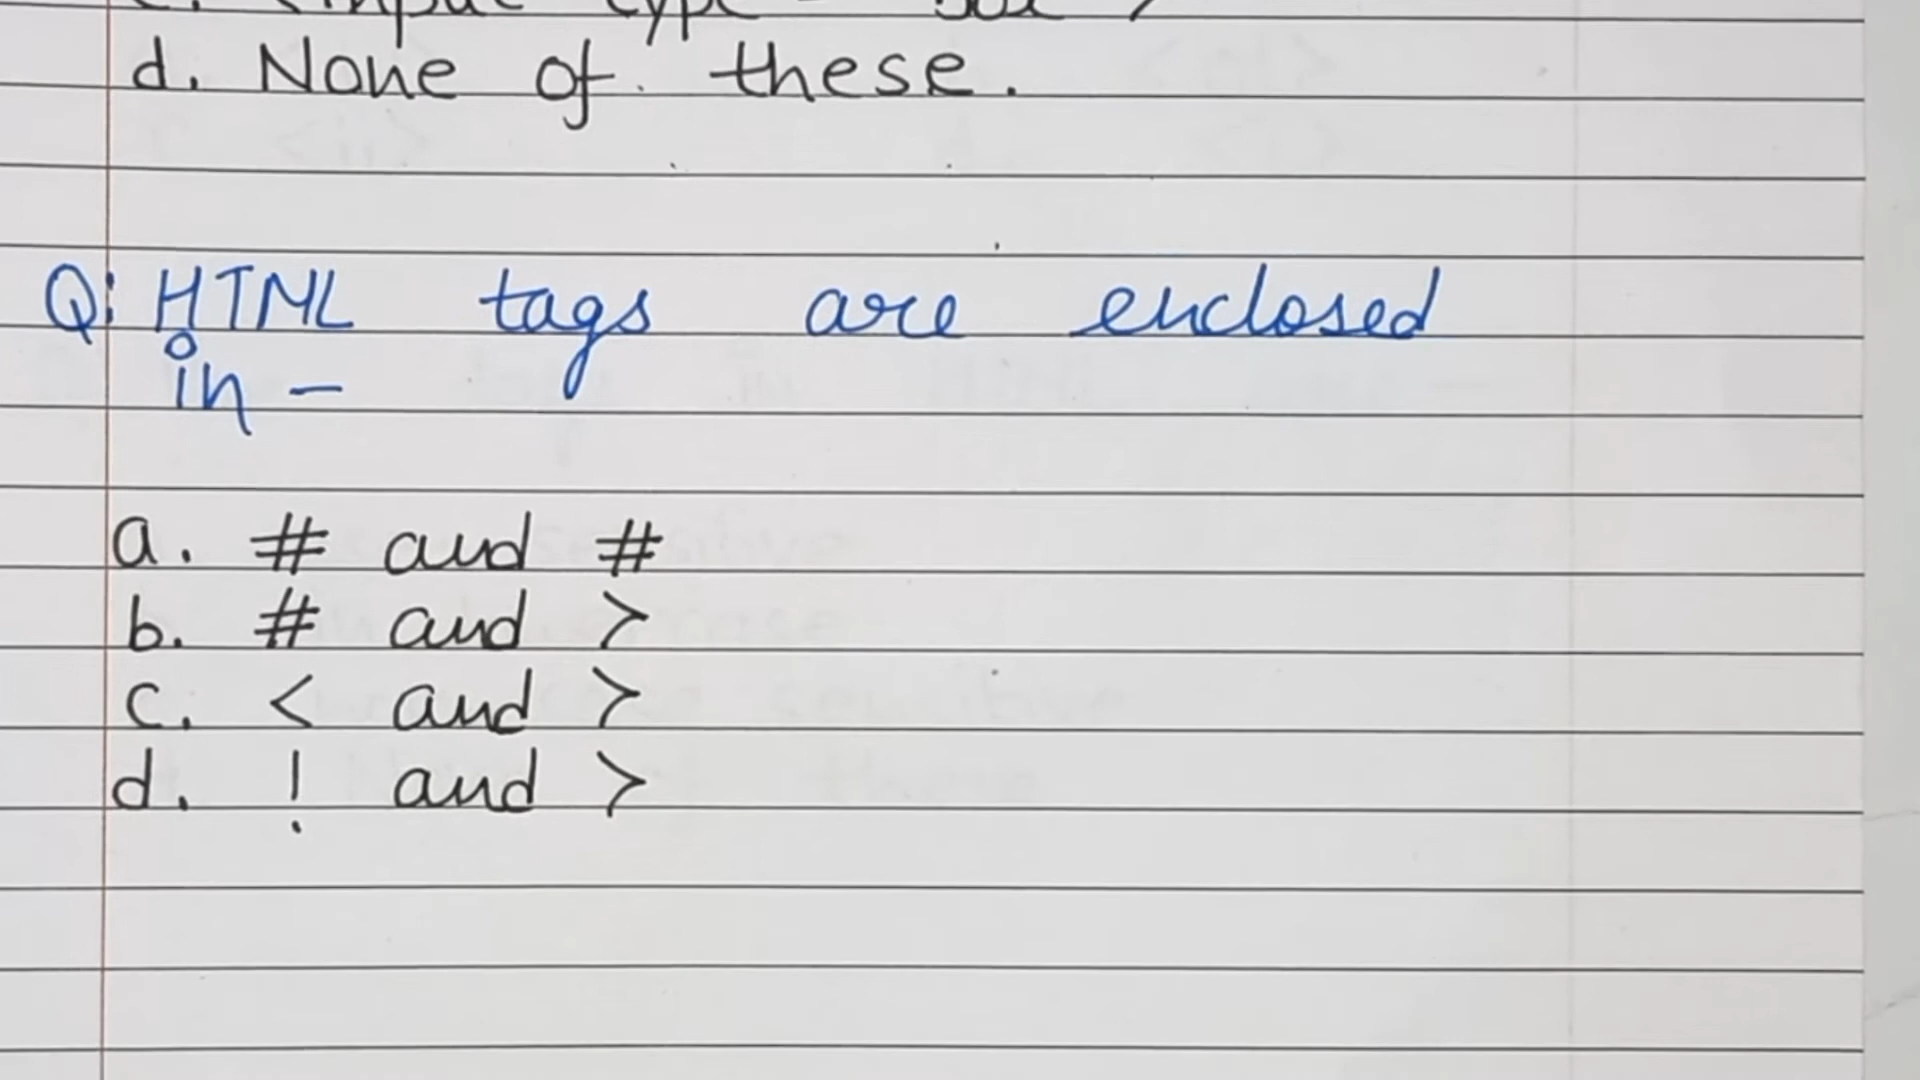 d. None of these.
Q: HTML tags are enclosed
in -
a. # and #
b. # and >
c. < and >
d. ! and >